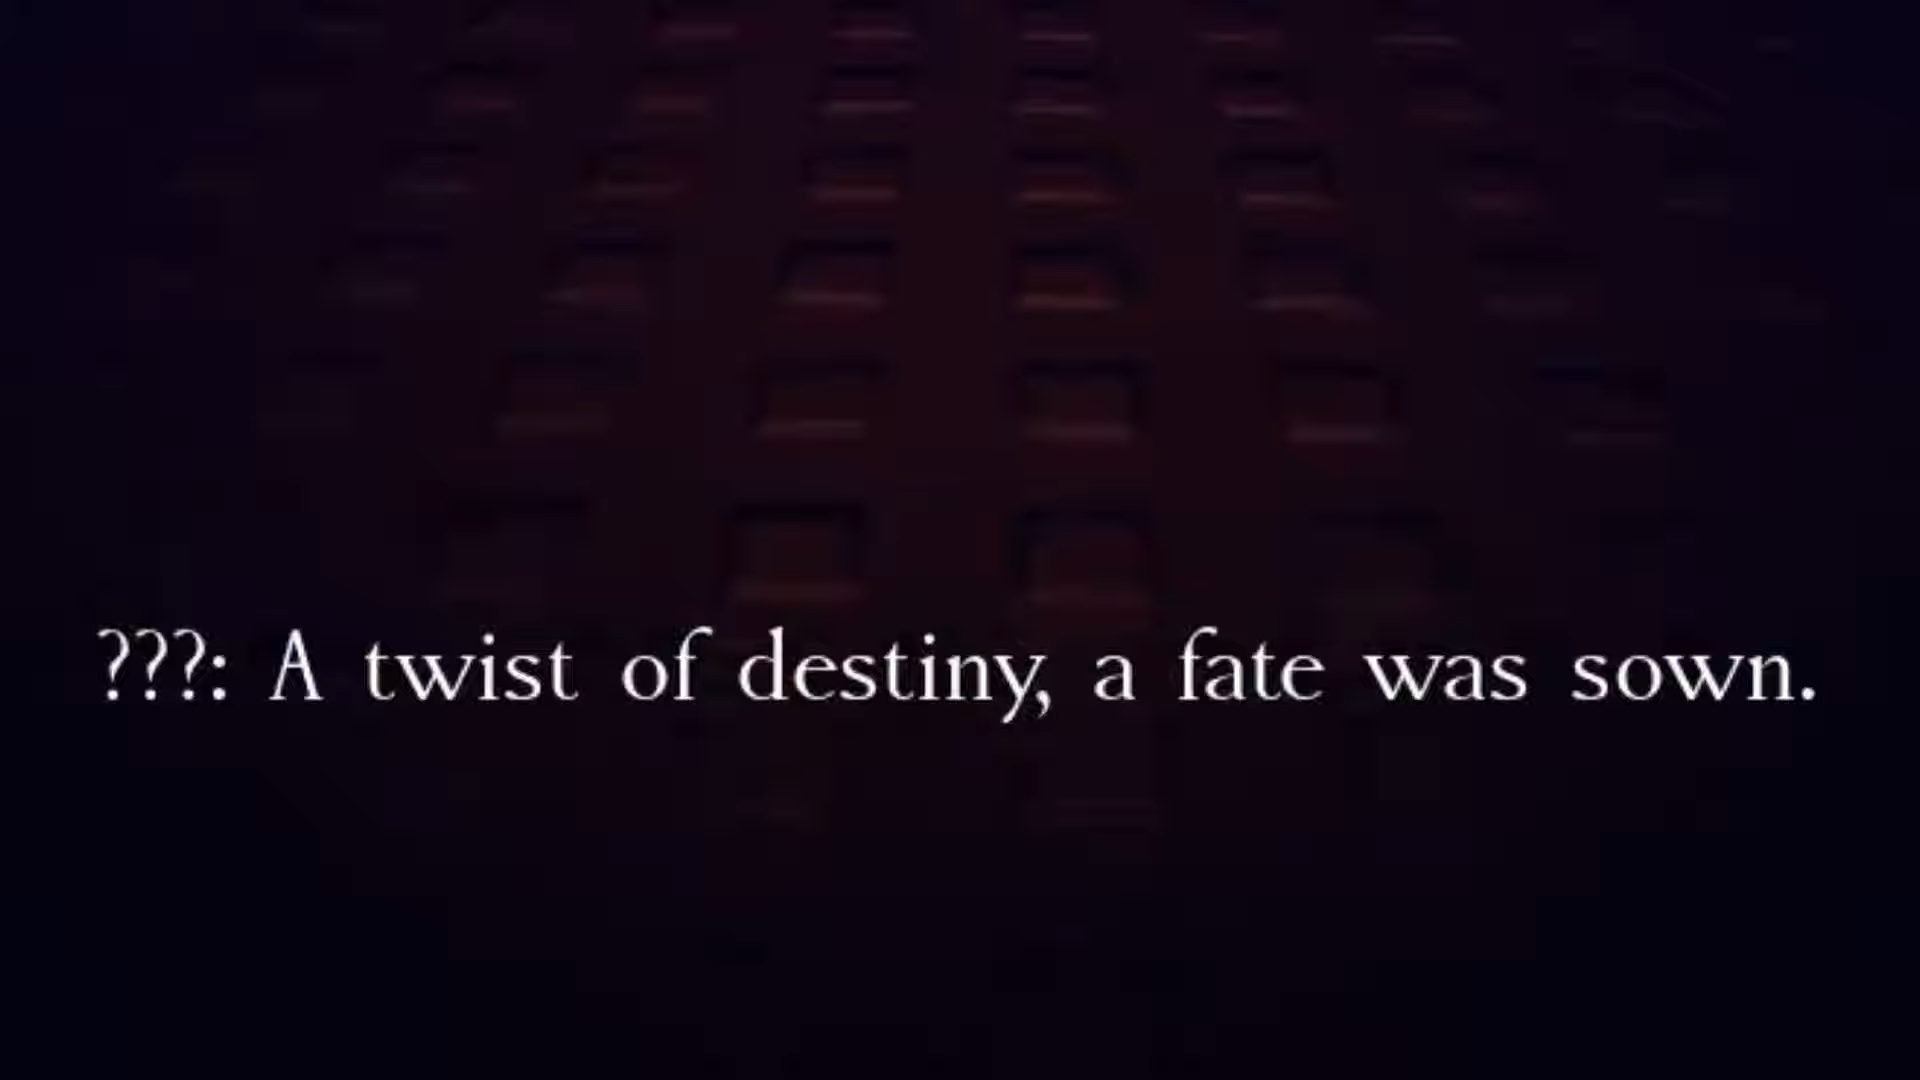 ???: A twist of destiny, a fate was sown.